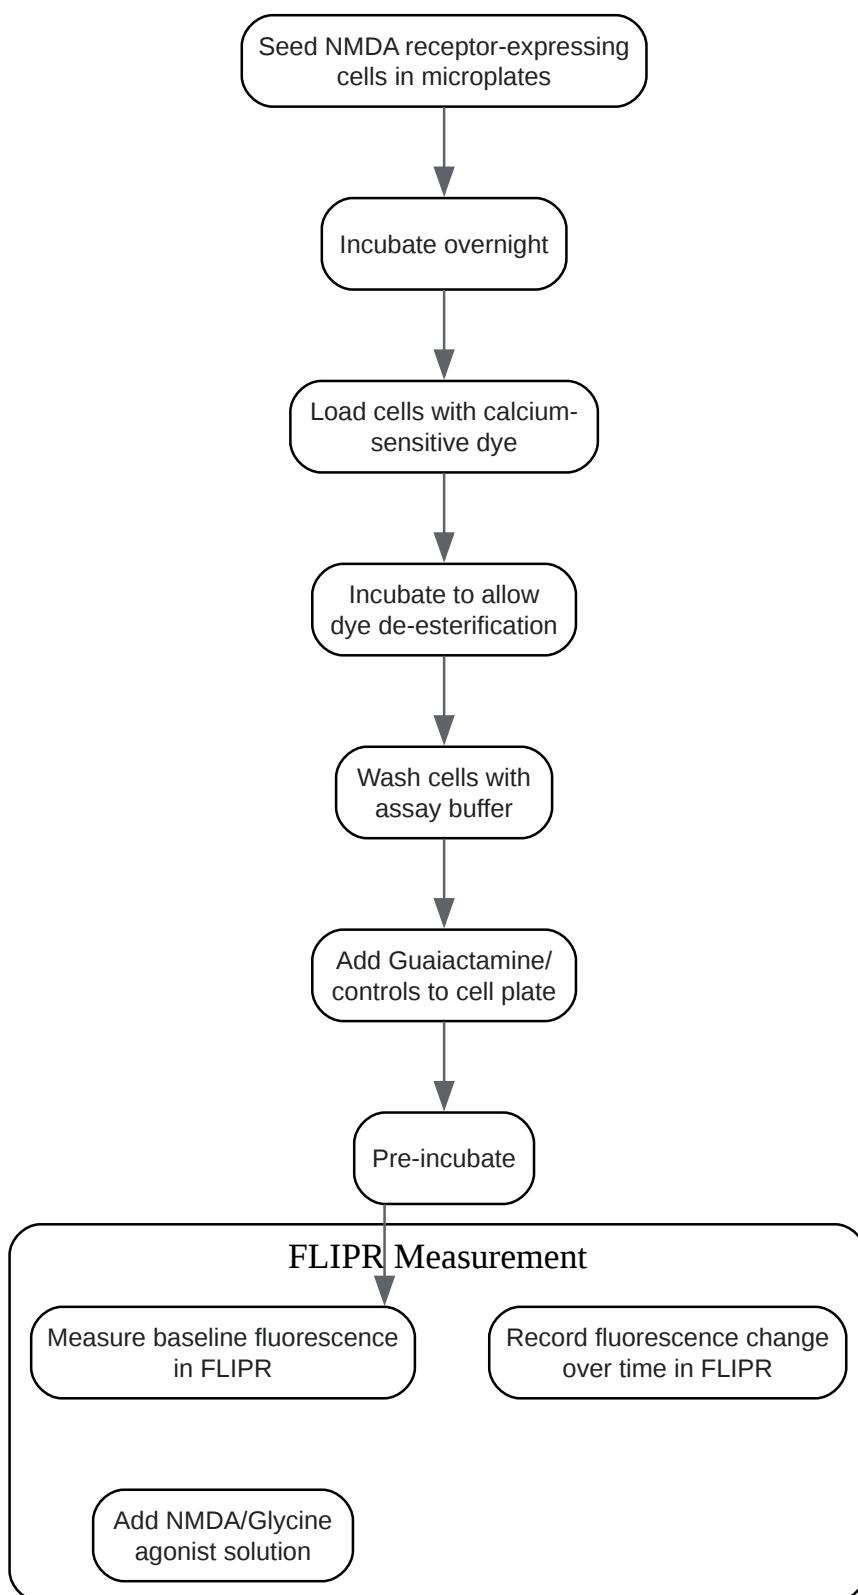 Seed NMDA receptor-expressing
cells in microplates
Incubate overnight
Load cells with calcium-
sensitive dye
Incubate to allow
dye de-esterification
Wash cells with
assay buffer
Add Guaiactamine/
controls to cell plate
Pre-incubate
FLIPR Measurement
Measure baseline fluorescence
in FLIPR
Record fluorescence change
over time in FLIPR
Add NMDA/Glycine
agonist solution